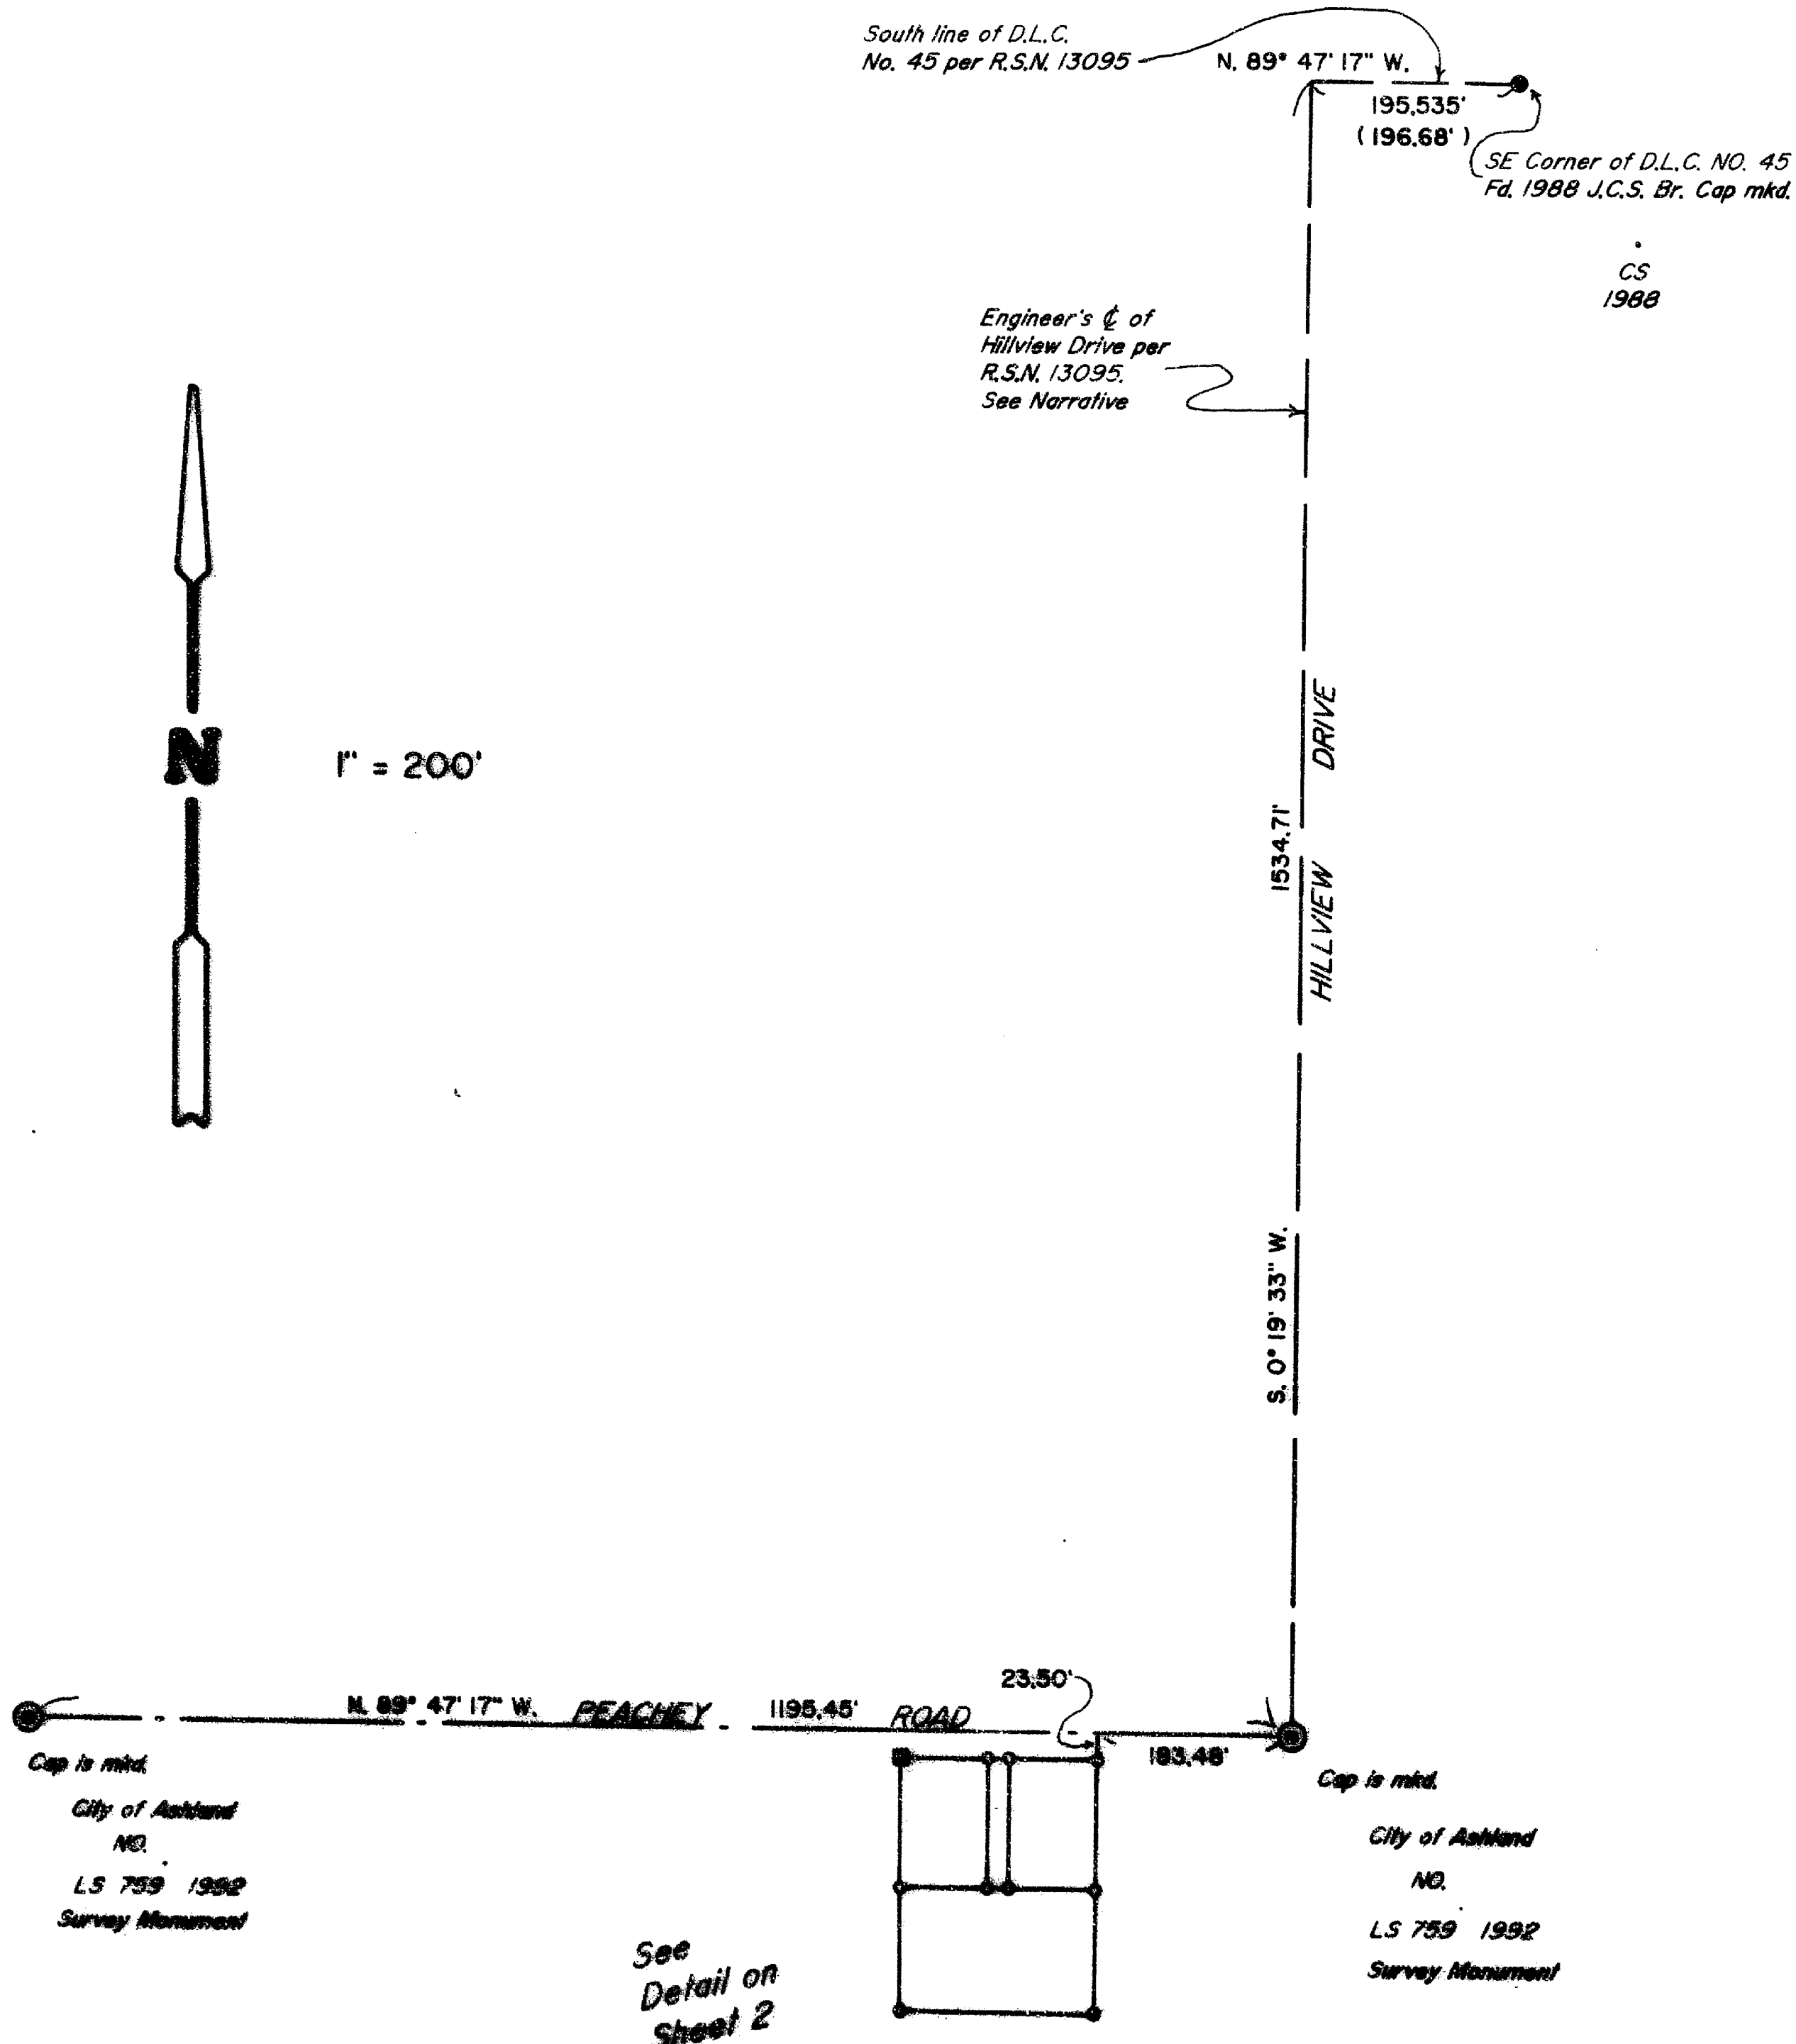 South line of D.L.C.
No. 45 per R.S.N. 13095
N. 89° 47' 17" W.
195.535'
(196.68')
SE Corner of D.L.C. NO. 45
Fd. 1988 J.C.S. Br. Cap mkd.
CS
1988
Engineer's ℄ of
Hillview Drive per
R.S.N. 13095.
See Narrative
N
1" = 200'
HILLVIEW DRIVE
1534.71'
S. 0° 19' 33" W.
23.50'
N. 89° 47' 17" W. PEACHEY 1195.45' ROAD
193.48'
Cap is mkd.
City of Ashland
NO.
LS 759 1992
Survey Monument
Cap is mkd.
City of Ashland
NO.
LS 759 1992
Survey Monument
See
Detail on
Sheet 2